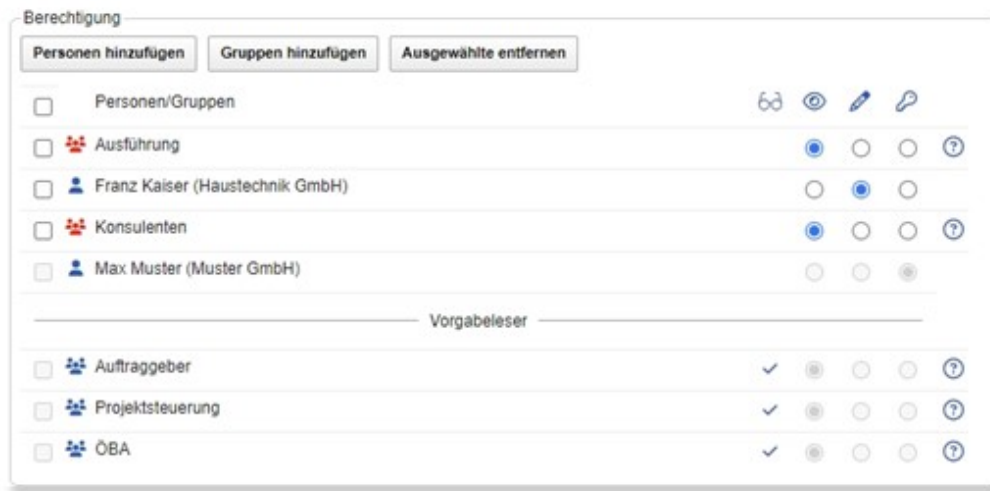 Berechtigung
Personen hinzufügen Gruppen hinzufügen Ausgewählte entfernen
Personen/Gruppen
Ausführung ?
Franz Kaiser (Haustechnik GmbH)
Konsulenten ?
Max Muster (Muster GmbH)
Vorgabeleser
Auftraggeber ?
Projektsteuerung ?
ÖBA ?